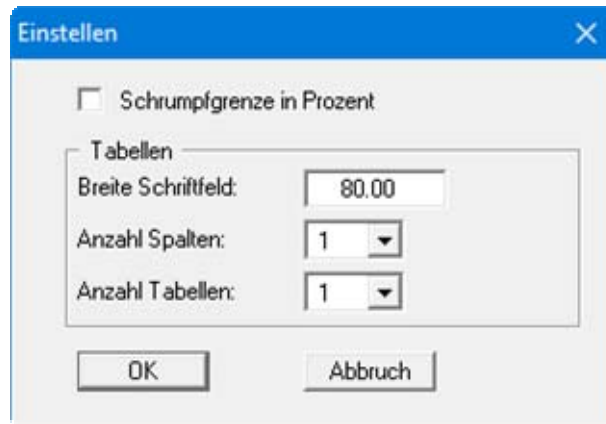 Einstellen
Schrumpfgrenze in Prozent
Tabellen
Breite Schriftfeld: 80.00
Anzahl Spalten: 1
Anzahl Tabellen: 1
OK Abbruch